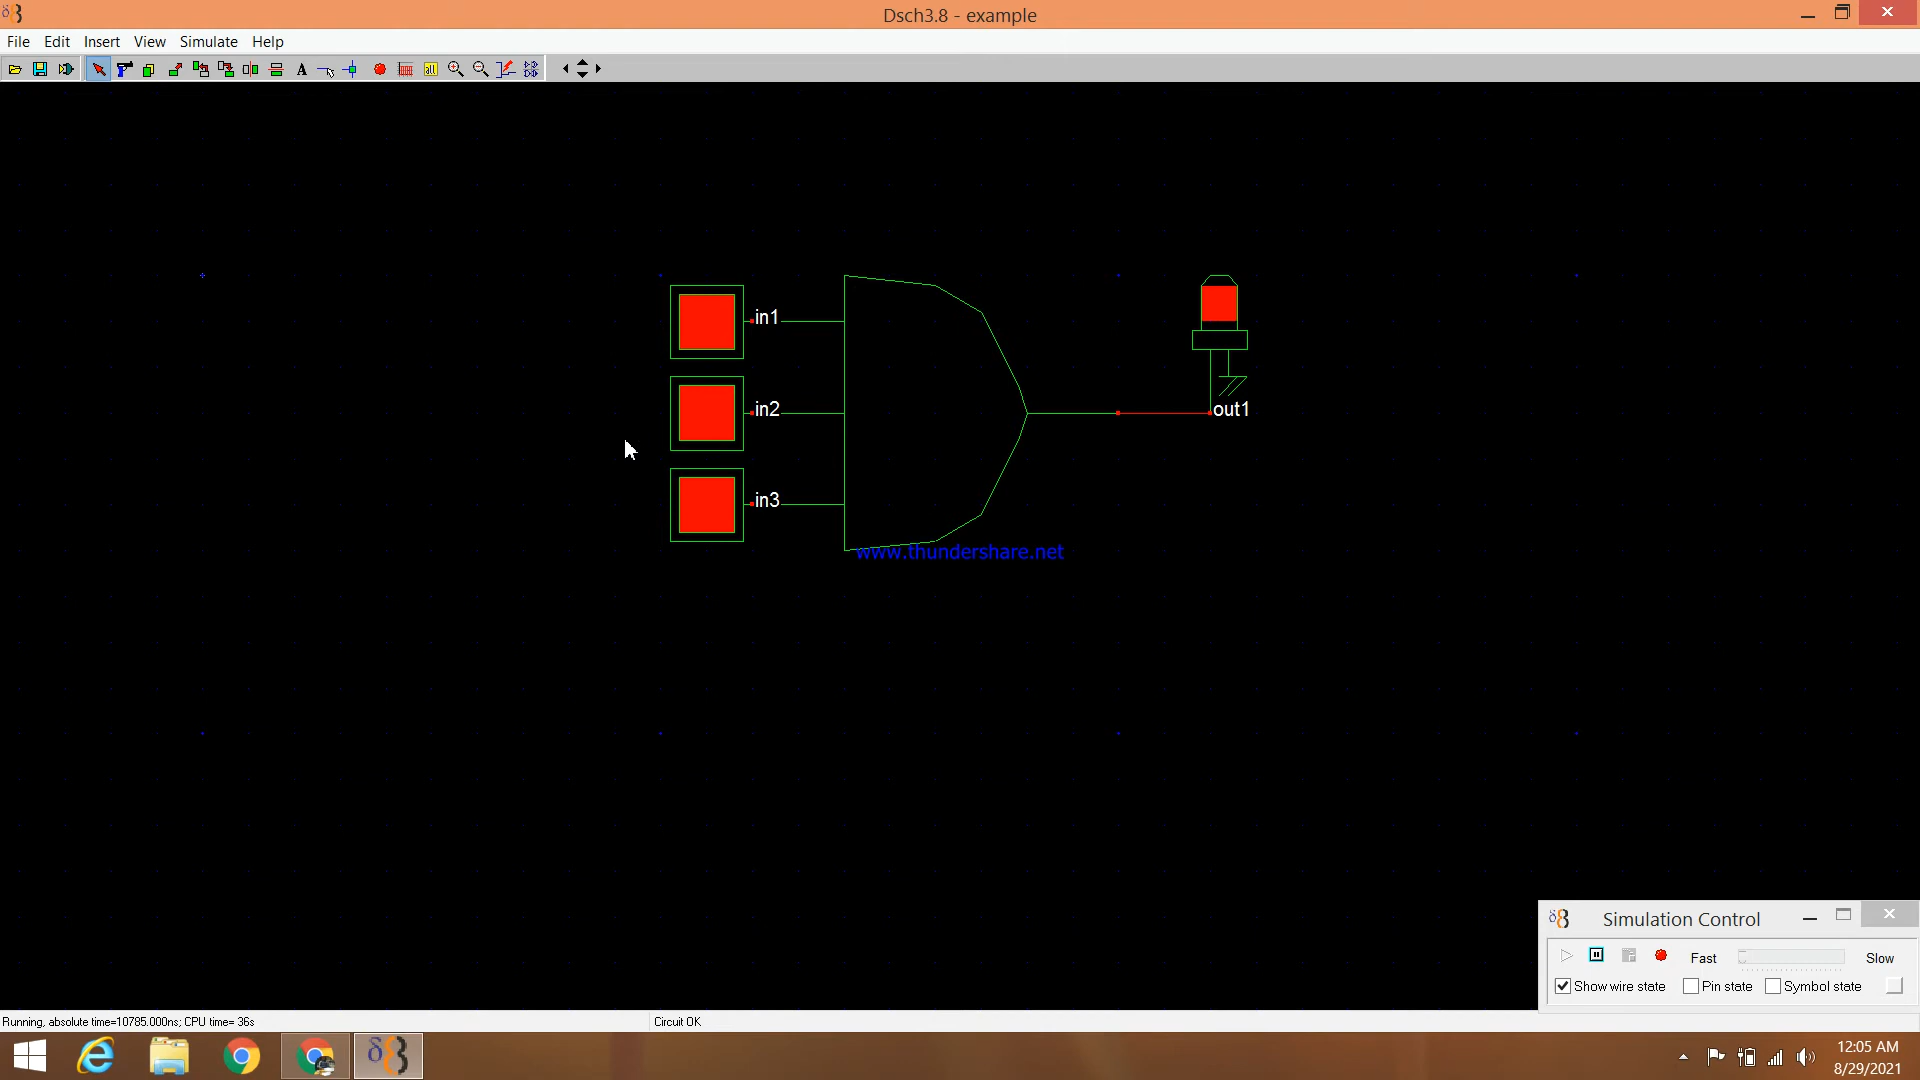 Dsch3.8 - example
File Edit Insert View Simulate Help
A all
in1
in2
out1
in3
www.thundershare.net
Simulation Control
Fast Slow
Show wire state Pin state Symbol state
Running, absolute time=10785.000ns; CPU time= 36s
Circuit OK
12:05 AM
8/29/2021